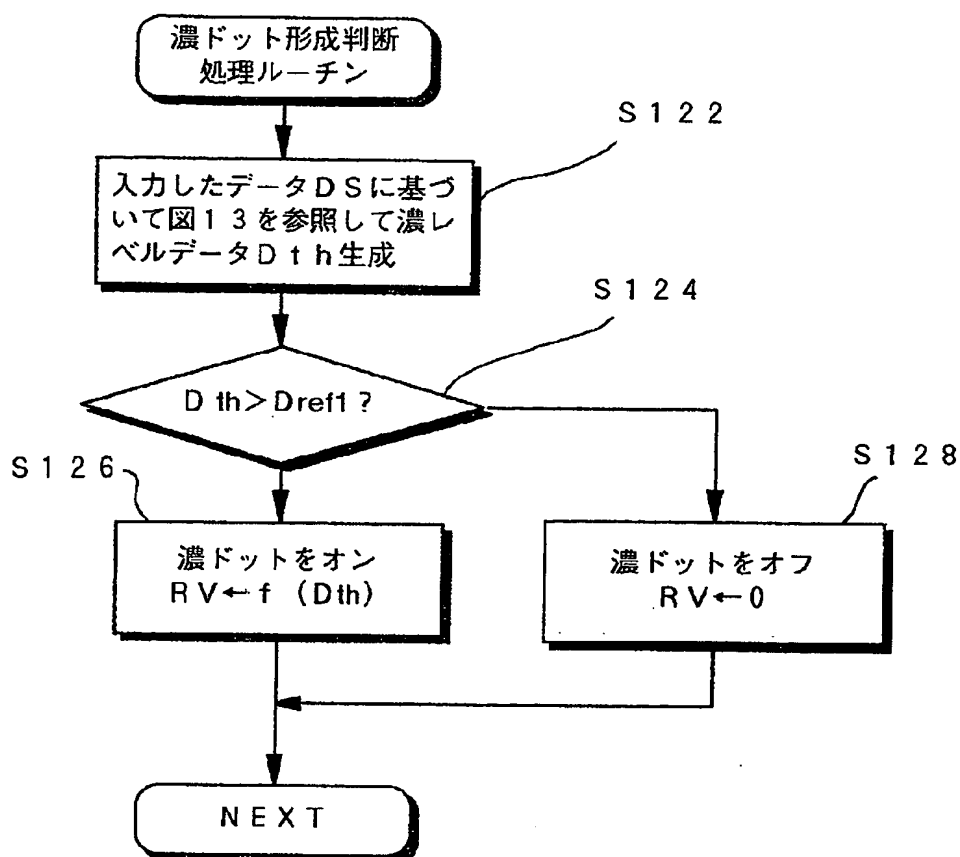 濃ドット形成判断
処理ルーチン
S122
入力したデータDSに基づ
いて図13を参照して濃レ
ベルデータDth生成
S124
Dth>Dref1?
S126
濃ドットをオン
RV←f(Dth)
S128
濃ドットをオフ
RV←0
NEXT